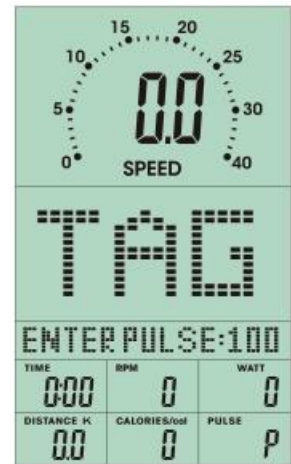 15 20
10 25
5 0.0 30
0 SPEED 40
TAG
ENTER PULSE:100
TIME RPM WATT
0:00 0 0
DISTANCE K CALORIES/cal PULSE
0.0 0 P